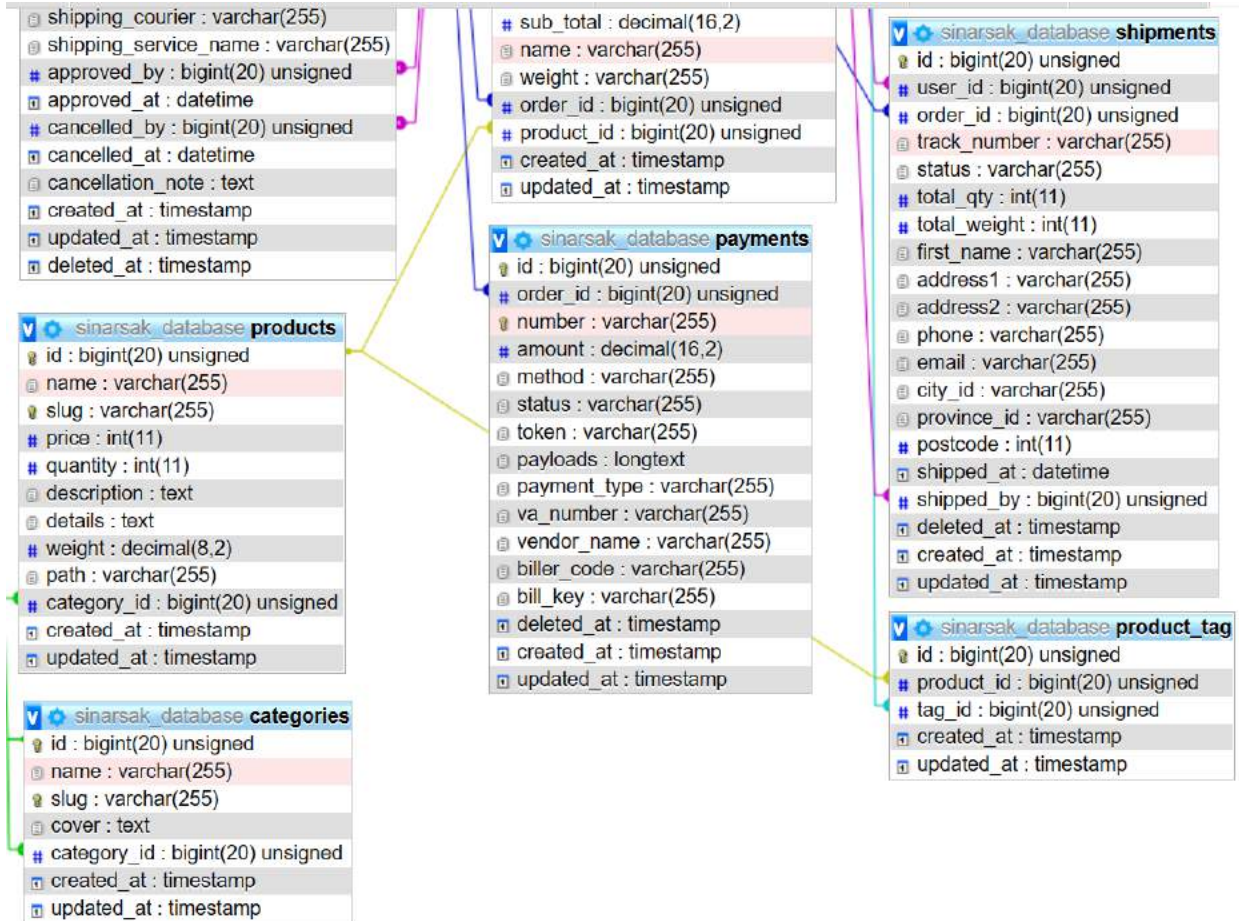 shipping_courier : varchar(255)
shipping_service_name : varchar(255)
approved_by : bigint(20) unsigned
approved_at : datetime
cancelled_by : bigint(20) unsigned
cancelled_at : datetime
cancellation_note : text
created_at : timestamp
updated_at : timestamp
deleted_at : timestamp
sinarsak_database products
id : bigint(20) unsigned
name : varchar(255)
slug : varchar(255)
price : int(11)
quantity : int(11)
description : text
details : text
weight : decimal(8,2)
path : varchar(255)
category_id : bigint(20) unsigned
created_at : timestamp
updated_at : timestamp
sinarsak_database categories
id : bigint(20) unsigned
name : varchar(255)
slug : varchar(255)
cover : text
category_id : bigint(20) unsigned
created_at : timestamp
updated_at : timestamp
sub_total : decimal(16,2)
name : varchar(255)
weight : varchar(255)
order_id : bigint(20) unsigned
product_id : bigint(20) unsigned
created_at : timestamp
updated_at : timestamp
sinarsak_database payments
id : bigint(20) unsigned
order_id : bigint(20) unsigned
number : varchar(255)
amount : decimal(16,2)
method : varchar(255)
status : varchar(255)
token : varchar(255)
payloads : longtext
payment_type : varchar(255)
va_number : varchar(255)
vendor_name : varchar(255)
biller_code : varchar(255)
bill_key : varchar(255)
deleted_at : timestamp
created_at : timestamp
updated_at : timestamp
sinarsak_database shipments
id : bigint(20) unsigned
user_id : bigint(20) unsigned
order_id : bigint(20) unsigned
track_number : varchar(255)
status : varchar(255)
total_qty : int(11)
total_weight : int(11)
first_name : varchar(255)
address1 : varchar(255)
address2 : varchar(255)
phone : varchar(255)
email : varchar(255)
city_id : varchar(255)
province_id : varchar(255)
postcode : int(11)
shipped_at : datetime
shipped_by : bigint(20) unsigned
deleted_at : timestamp
created_at : timestamp
updated_at : timestamp
sinarsak_database product_tag
id : bigint(20) unsigned
product_id : bigint(20) unsigned
tag_id : bigint(20) unsigned
created_at : timestamp
updated_at : timestamp